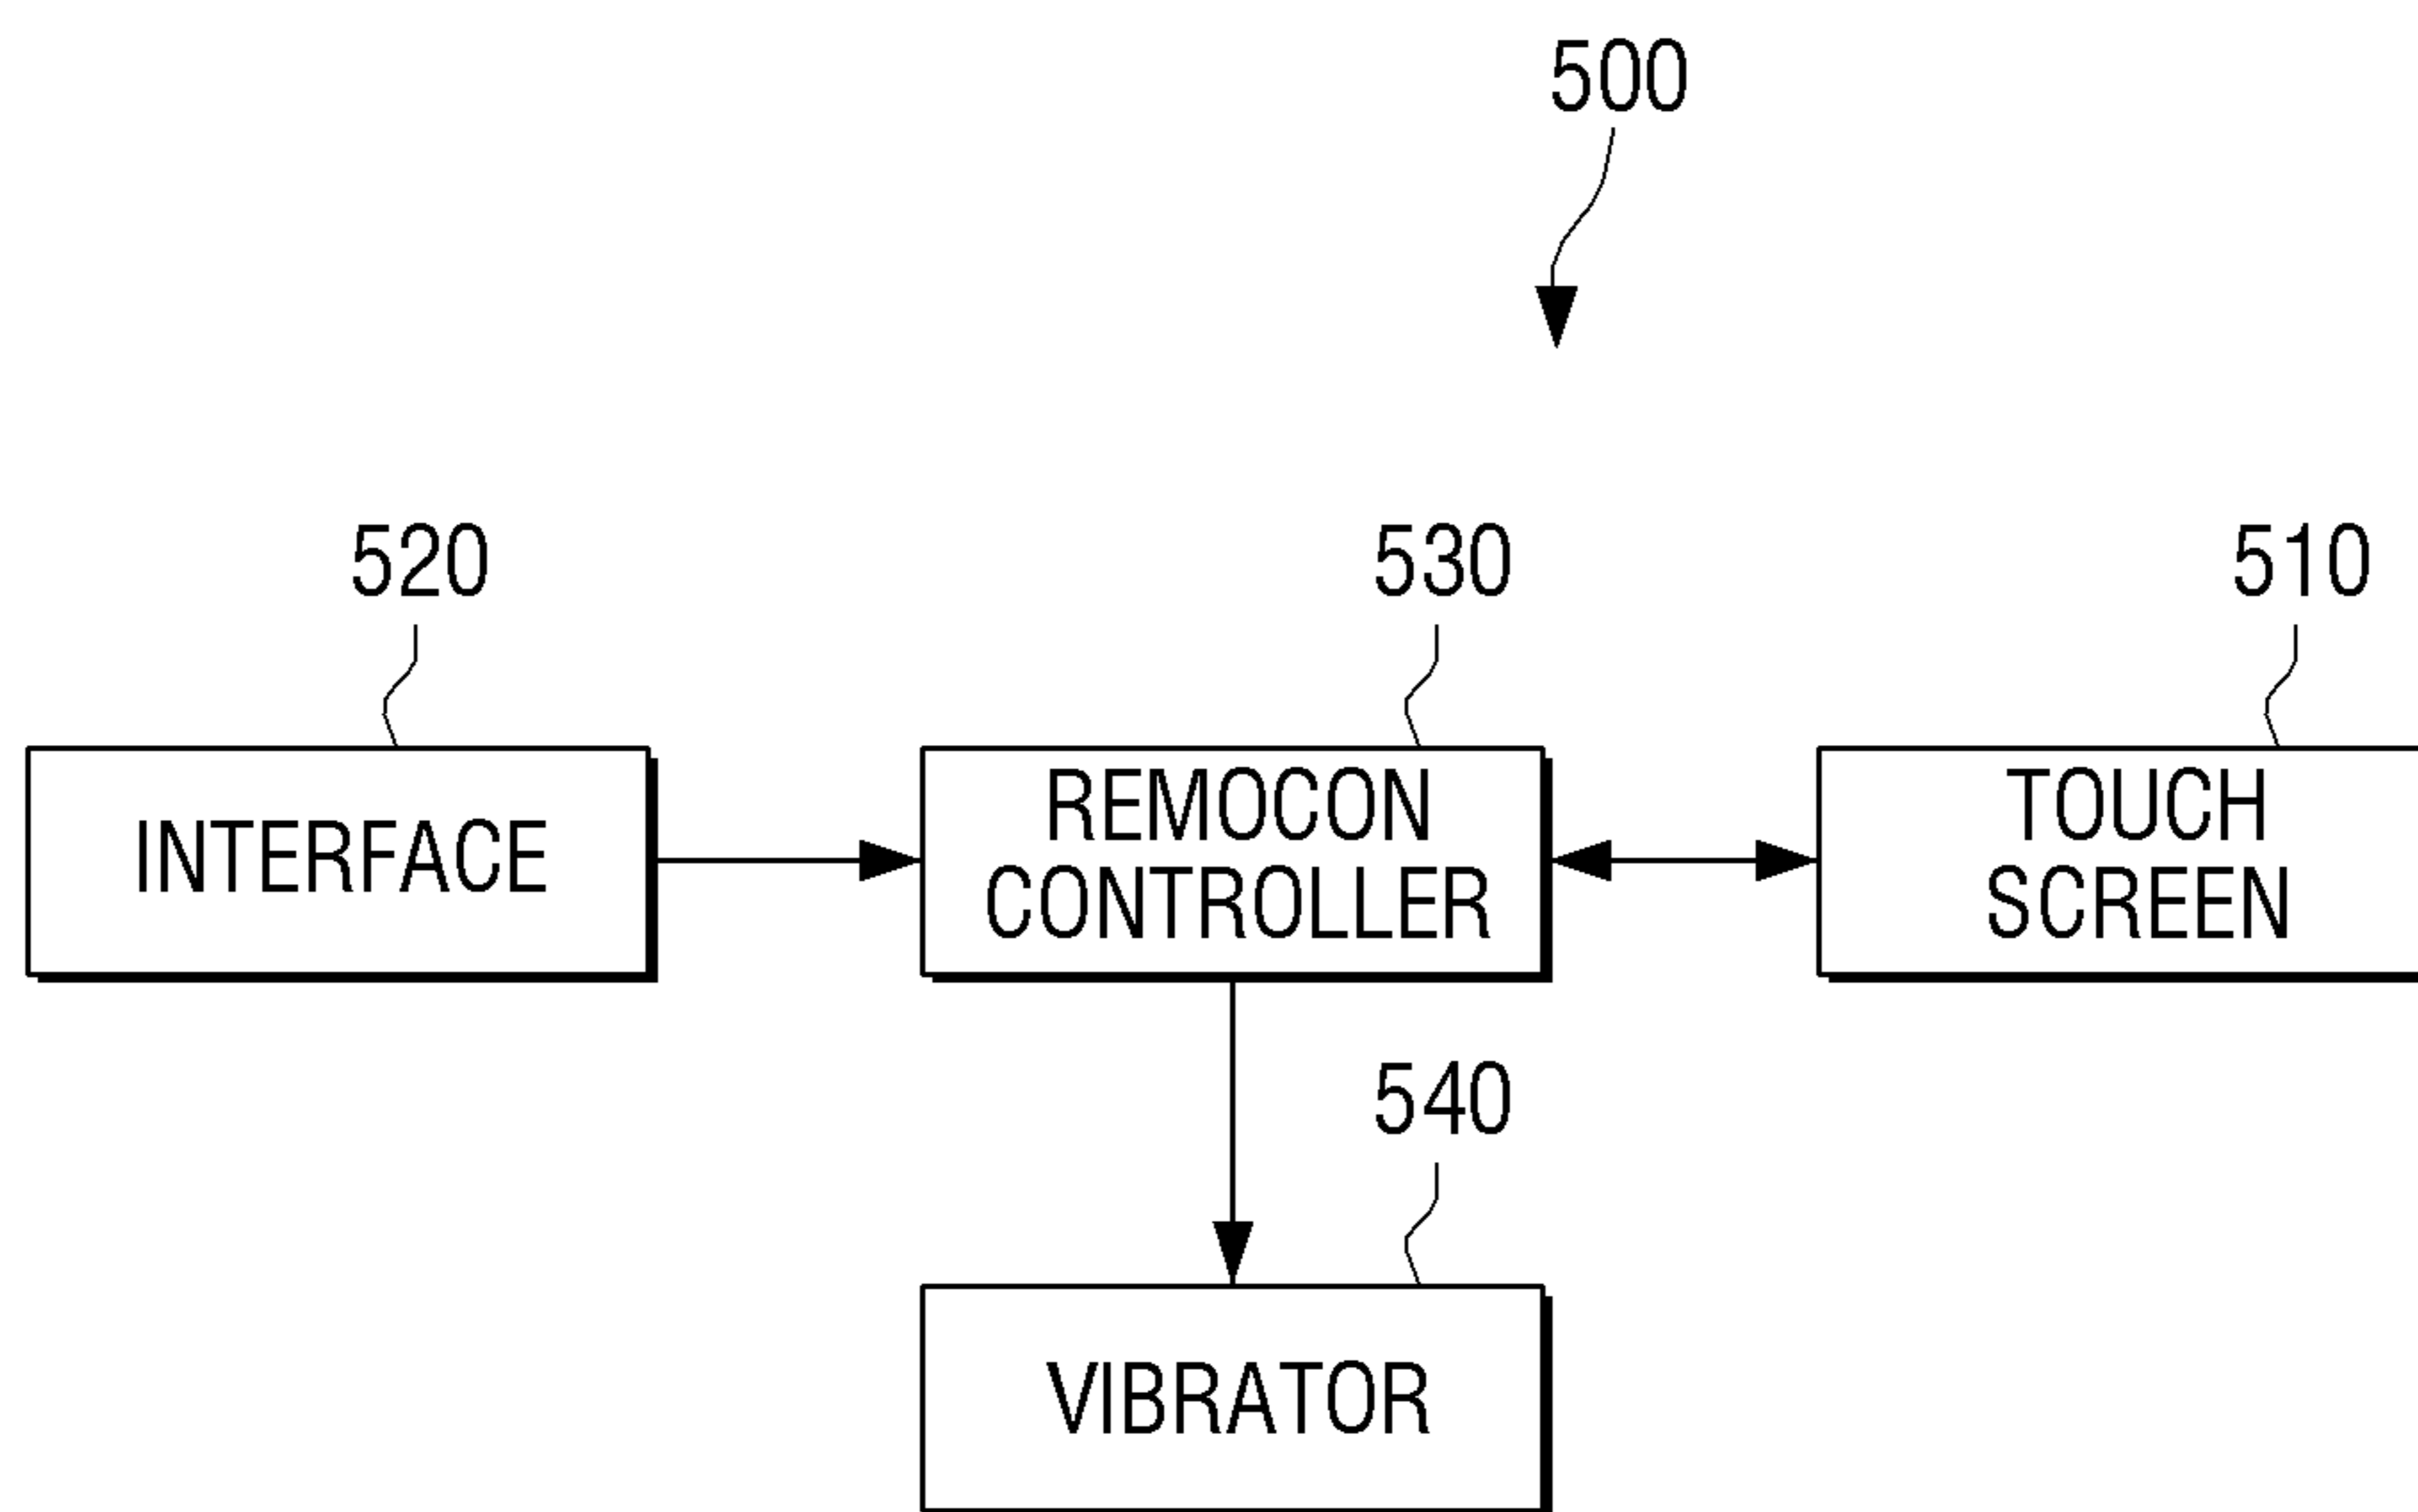 500
520
530
510
INTERFACE
REMOCON
CONTROLLER
TOUCH
SCREEN
540
VIBRATOR